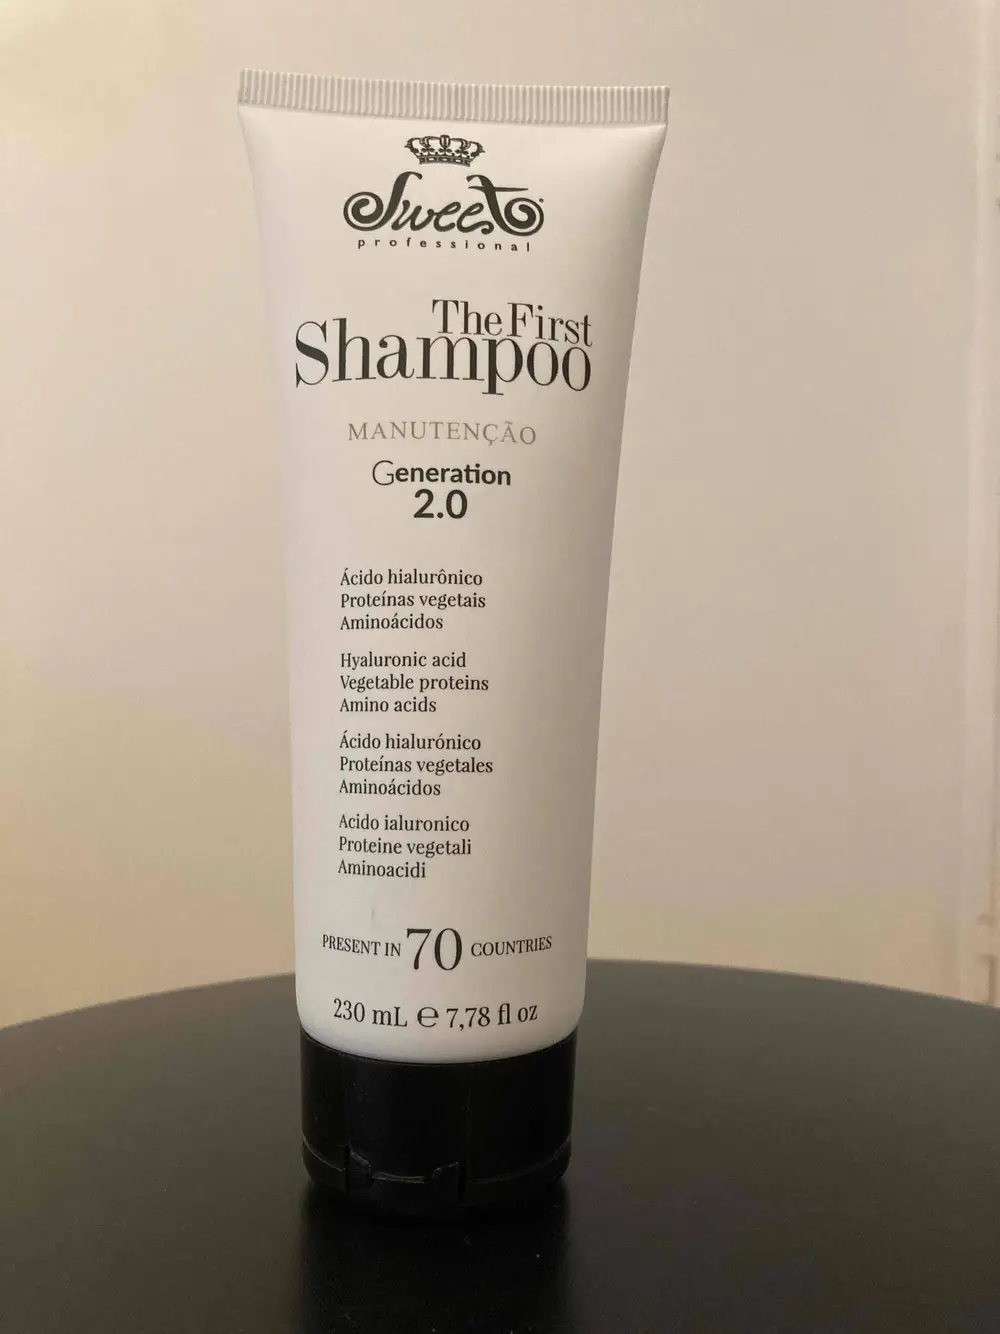 Sweet
professional
The First
Shampoo
MANUTENÇÃO
Generation
2.0
Ácido hialurônico
Proteínas vegetais
Aminoácidos
Hyaluronic acid
Vegetable proteins
Amino acids
Ácido hialurónico
Proteínas vegetales
Aminoácidos
Acido ialuronico
Proteine vegetali
Aminoacidi
PRESENT IN 70 COUNTRIES
230 mL ℮ 7,78 fl oz